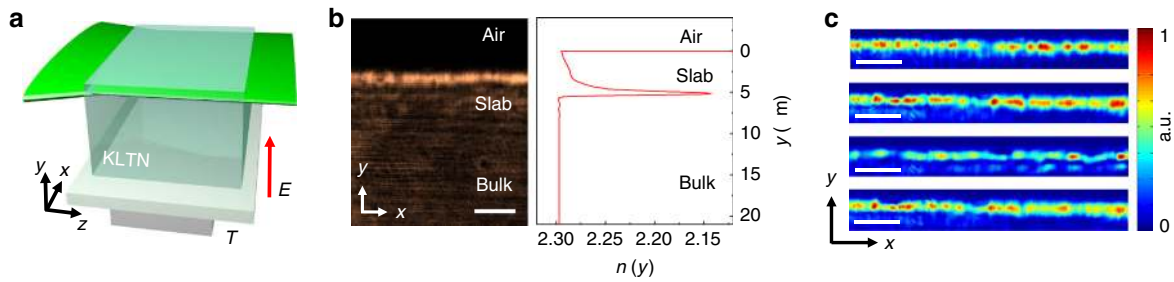 a
KLTN
y
x
z
E
T
b
Air
Slab
Bulk
y
x
Air
Slab
Bulk
0
5
10
15
20
y ( m)
2.30 2.25 2.20 2.15
n (y)
c
y
x
1
a.u.
0